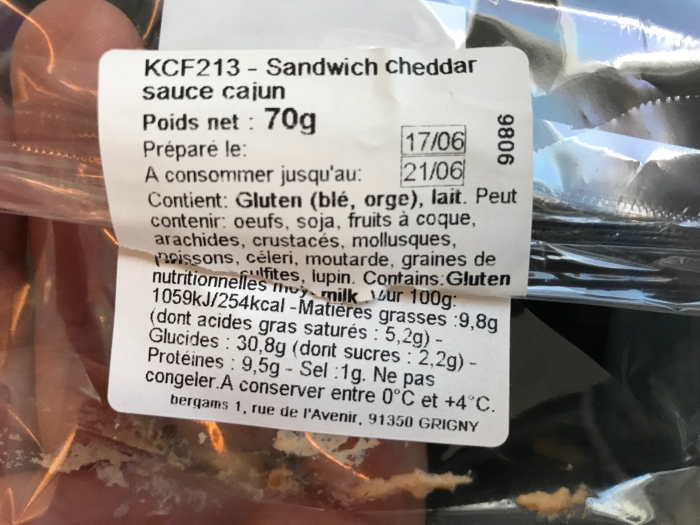 KCF213 - Sandwich Cheddar
sauce cajun
Poids net : 70g
Préparé le: 17/06
A consommer jusqu'au: 21/06
9086
Contient: Gluten (blé, orge), lait. Peut
contenir: oeufs, soja, fruits à coque,
arachides, crustacés, mollusques,
poissons, céleri, moutarde, graines de
sulfites, lupin. Contains: Gluten
milk
nutritionnelles moy. pour 100g:
1059kJ/254kcal -Matières grasses :9,8g
(dont acides gras saturés : 5,2g) -
Glucides : 30,8g (dont sucres : 2,2g) -
Protéines : 9,5g - Sel :1g. Ne pas
congeler.A conserver entre 0°C et +4°C.
bergams 1, rue de l'Avenir, 91350 GRIGNY